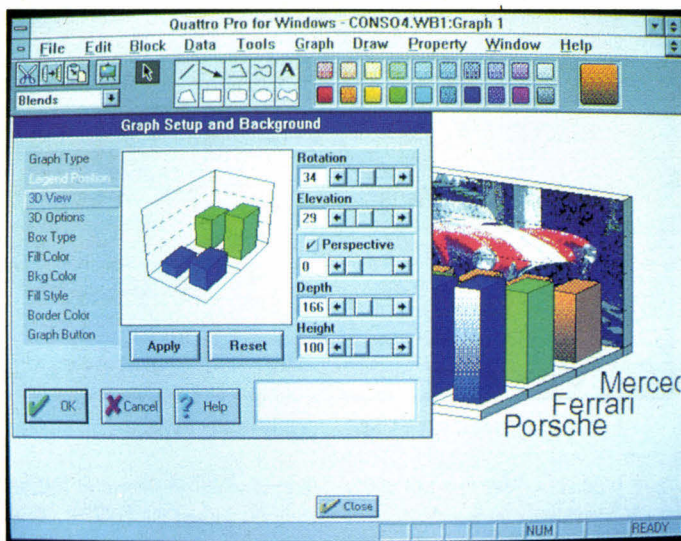 Quattro Pro for Windows - CONSO4.WB1:Graph 1
File Edit Block Data Tools Graph Draw Property Window Help
A
Blends
Graph Setup and Background
Graph Type
Legend Position
3D View
3D Options
Box Type
Fill Color
Bkg Color
Fill Style
Border Color
Graph Button
Rotation
34
Elevation
29
Perspective
0
Depth
166
Height
100
Apply Reset
OK Cancel ? Help
Merced
Ferrari
Porsche
Close
NUM READY